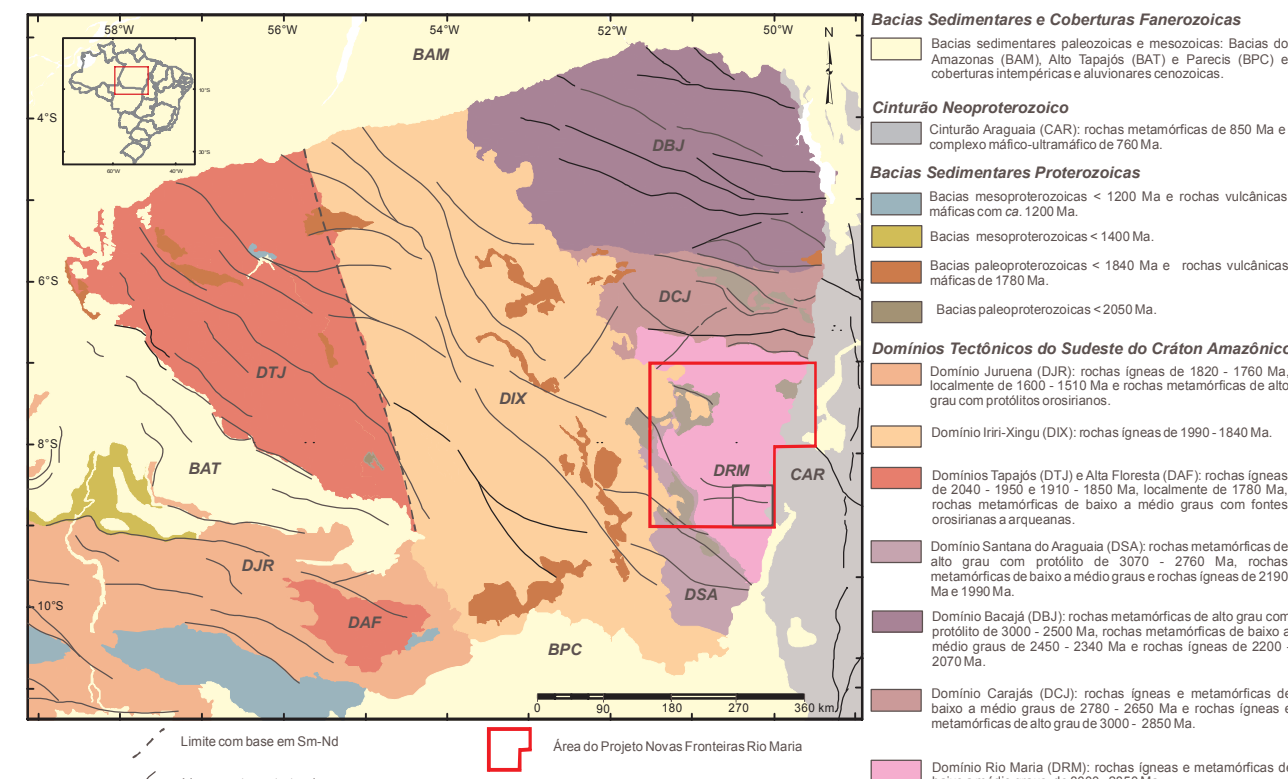 58°W
56°W
54°W
52°W
50°W
N
BAM
10°S
30°S
60°W
40°W
4°S
6°S
8°S
10°S
DBJ
DCJ
DTJ
DIX
BAT
DRM
CAR
DJR
DSA
DAF
BPC
0 90 180 270 360 km
Limite com base em Sm-Nd
Área do Projeto Novas Fronteiras Rio Maria
Bacias Sedimentares e Coberturas Fanerozoicas
Bacias sedimentares paleozoicas e mesozoicas: Bacias do
Amazonas (BAM), Alto Tapajós (BAT) e Parecis (BPC) e
coberturas intempéricas e aluvionares cenozoicas.
Cinturão Neoproterozoico
Cinturão Araguaia (CAR): rochas metamórficas de 850 Ma e
complexo máfico-ultramáfico de 760 Ma.
Bacias Sedimentares Proterozoicas
Bacias mesoproterozoicas < 1200 Ma e rochas vulcânicas
máficas com ca. 1200 Ma.
Bacias mesoproterozoicas < 1400 Ma.
Bacias paleoproterozoicas < 1840 Ma e rochas vulcânicas
máficas de 1780 Ma.
Bacias paleoproterozoicas < 2050 Ma.
Domínios Tectônicos do Sudeste do Cráton Amazônico
Domínio Juruena (DJR): rochas ígneas de 1820 - 1760 Ma,
localmente de 1600 - 1510 Ma e rochas metamórficas de alto
grau com protólitos orosirianos.
Domínio Iriri-Xingu (DIX): rochas ígneas de 1990 - 1840 Ma.
Domínios Tapajós (DTJ) e Alta Floresta (DAF): rochas ígneas
de 2040 - 1950 e 1910 - 1850 Ma, localmente de 1780 Ma,
rochas metamórficas de baixo a médio graus com fontes
orosirianas a arqueanas.
Domínio Santana do Araguaia (DSA): rochas metamórficas de
alto grau com protólito de 3070 - 2760 Ma, rochas
metamórficas de baixo a médio graus e rochas ígneas de 2190
Ma e 1990 Ma.
Domínio Bacajá (DBJ): rochas metamórficas de alto grau com
protólito de 3000 - 2500 Ma, rochas metamórficas de baixo a
médio graus de 2450 - 2340 Ma e rochas ígneas de 2200 -
2070 Ma.
Domínio Carajás (DCJ): rochas ígneas e metamórficas de
baixo a médio graus de 2780 - 2650 Ma e rochas ígneas e
metamórficas de alto grau de 3000 - 2850 Ma.
Domínio Rio Maria (DRM): rochas ígneas e metamórficas de